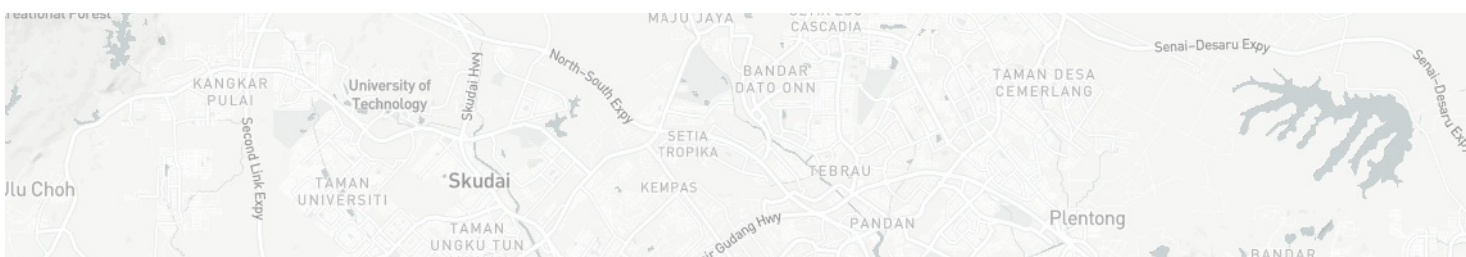 MAJU JAYA
CASCADIA
Senai-Desaru Expy
North-South Expy
Senai-Desaru Expy
KANGKAR
PULAI
University of
Technology
Skudai Hwy
BANDAR
DATO ONN
TAMAN DESA
CEMERLANG
Second Link Expy
SETIA
TROPIKA
Ulu Choh
TAMAN
UNIVERSITI
Skudai
KEMPAS
TEBRAU
TAMAN
UNGKU TUN
Gudang Hwy
PANDAN
Plentong
BANDAR